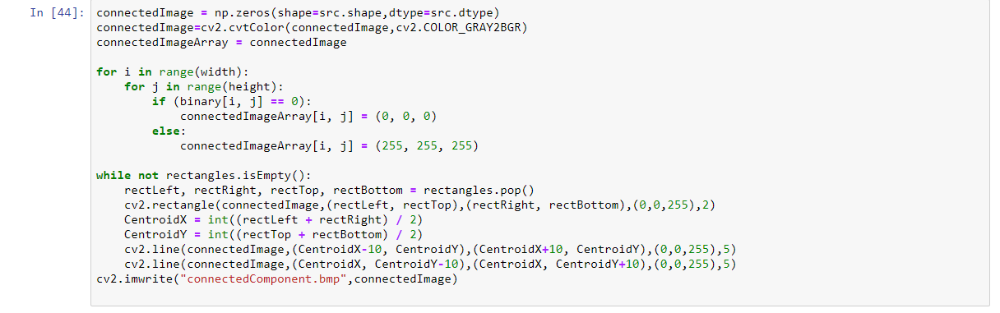 In [44]: connectedImage = np.zeros(shape=src.shape,dtype=src.dtype)
connectedImage=cv2.cvtColor(connectedImage,cv2.COLOR_GRAY2BGR)
connectedImageArray = connectedImage

for i in range(width):
    for j in range(height):
        if (binary[i, j] == 0):
            connectedImageArray[i, j] = (0, 0, 0)
        else:
            connectedImageArray[i, j] = (255, 255, 255)

while not rectangles.isEmpty():
    rectLeft, rectRight, rectTop, rectBottom = rectangles.pop()
    cv2.rectangle(connectedImage,(rectLeft, rectTop),(rectRight, rectBottom),(0,0,255),2)
    CentroidX = int((rectLeft + rectRight) / 2)
    CentroidY = int((rectTop + rectBottom) / 2)
    cv2.line(connectedImage,(CentroidX-10, CentroidY),(CentroidX+10, CentroidY),(0,0,255),5)
    cv2.line(connectedImage,(CentroidX, CentroidY-10),(CentroidX, CentroidY+10),(0,0,255),5)
cv2.imwrite("connectedComponent.bmp",connectedImage)